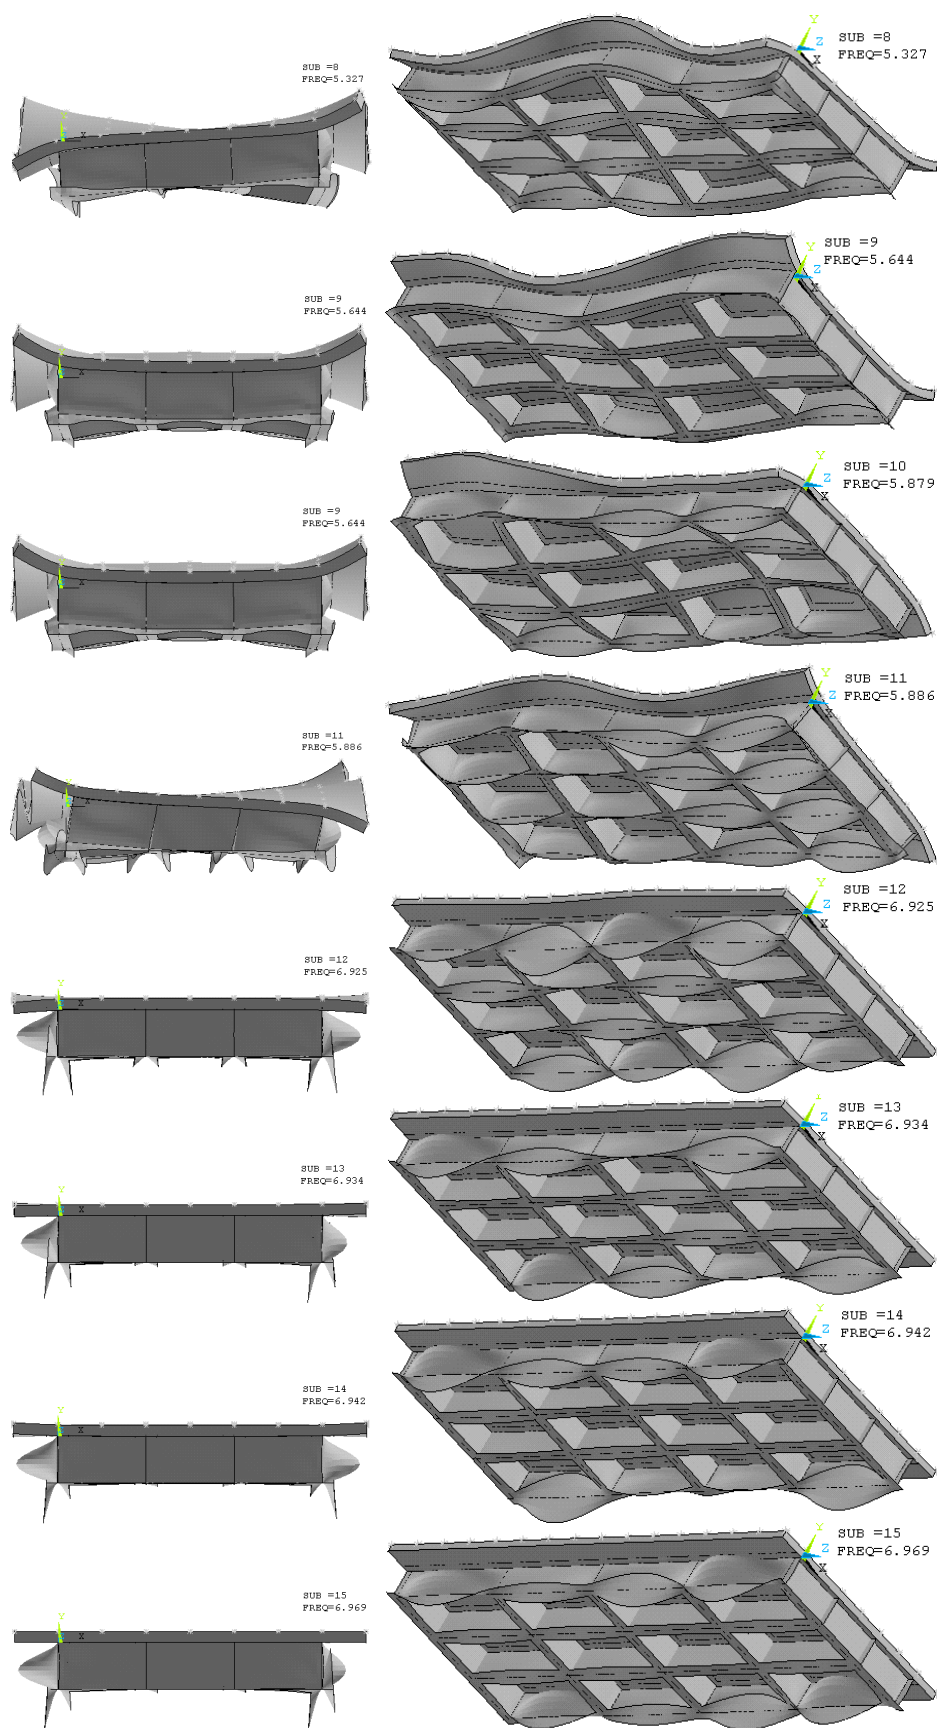 SUB =8
FREQ=5.327
Y
X
Y
Z
X
SUB =8
FREQ=5.327
SUB =9
FREQ=5.644
Y
X
Y
Z
X
SUB =9
FREQ=5.644
SUB =9
FREQ=5.644
Y
X
Y
Z
X
SUB =10
FREQ=5.879
SUB =11
FREQ=5.886
Y
X
Y
Z
X
SUB =11
FREQ=5.886
SUB =12
FREQ=6.925
Y
X
Y
Z
X
SUB =12
FREQ=6.925
SUB =13
FREQ=6.934
Y
X
Y
Z
X
SUB =13
FREQ=6.934
SUB =14
FREQ=6.942
Y
X
Y
Z
X
SUB =14
FREQ=6.942
SUB =15
FREQ=6.969
Y
X
Y
Z
X
SUB =15
FREQ=6.969